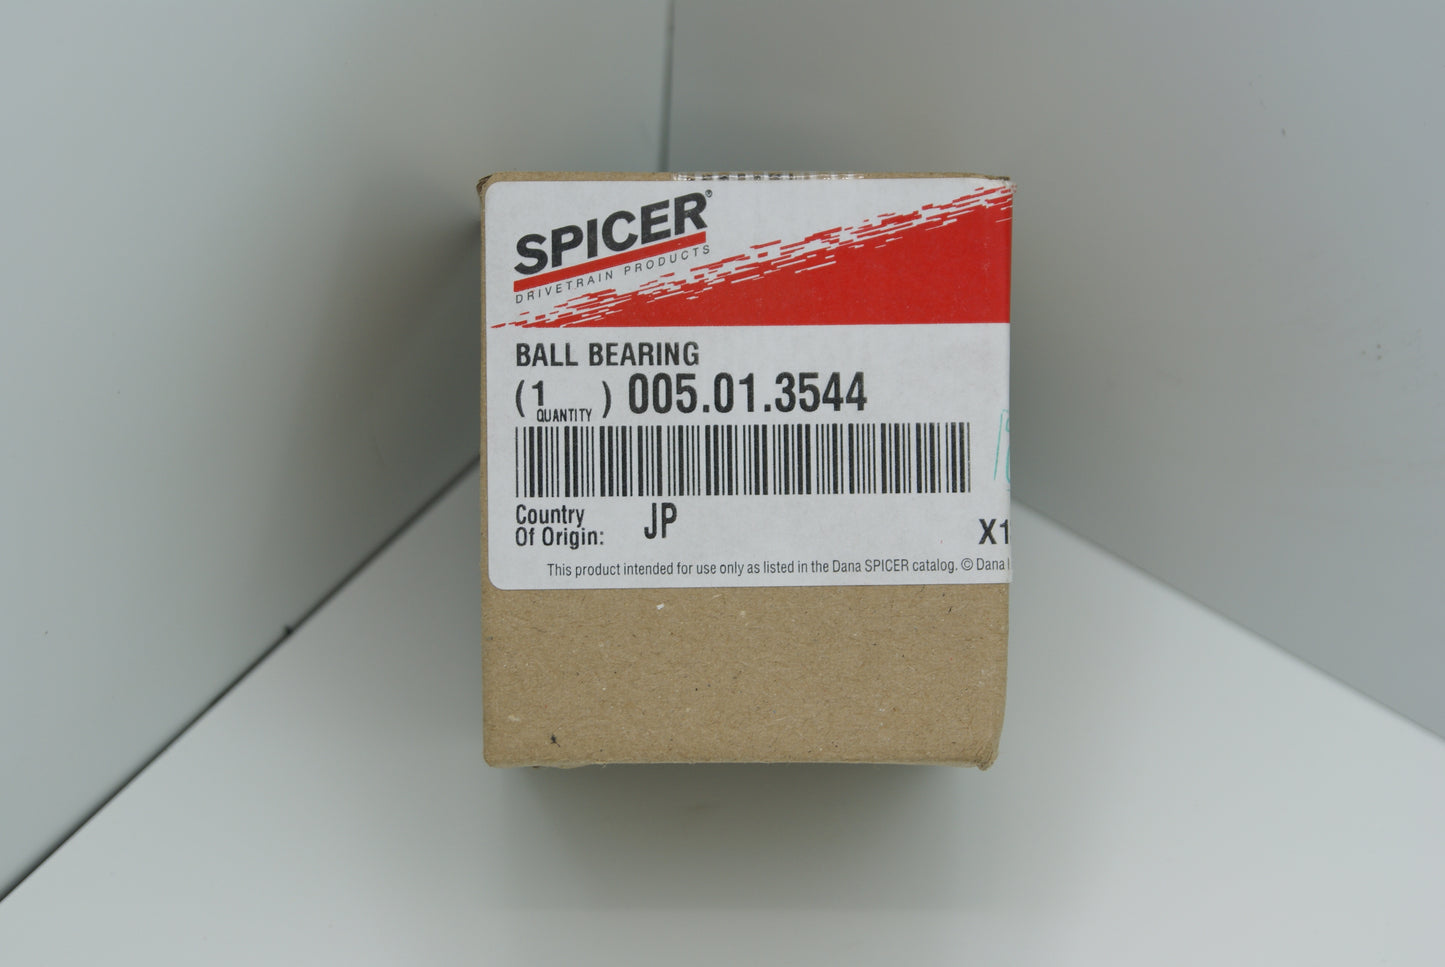 SPICER®
DRIVETRAIN PRODUCTS
BALL BEARING
(1 QUANTITY ) 005.01.3544
Country
Of Origin: JP
This product intended for use only as listed in the Dana SPICER catalog. © Dana